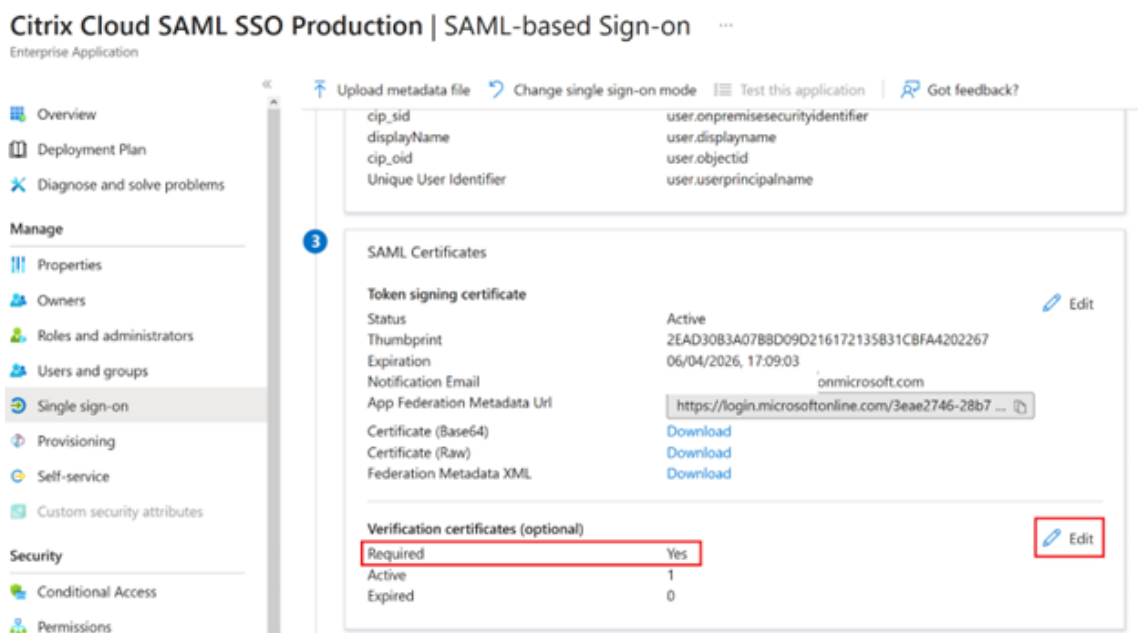 Citrix Cloud SAML SSO Production | SAML-based Sign-on ...
Enterprise Application
«
Upload metadata file
Change single sign-on mode
Test this application
Got feedback?
Overview
Deployment Plan
Diagnose and solve problems
Manage
Properties
Owners
Roles and administrators
Users and groups
Single sign-on
Provisioning
Self-service
Custom security attributes
Security
Conditional Access
Permissions
cip_sid user.onpremisesecurityidentifier
displayName user.displayname
cip_oid user.objectid
Unique User Identifier user.userprincipalname
3
SAML Certificates
Token signing certificate
Edit
Status Active
Thumbprint 2EAD30B3A07BBD09D216172135B31CBFA4202267
Expiration 06/04/2026, 17:09:03
Notification Email onmicrosoft.com
App Federation Metadata Url https://login.microsoftonline.com/3eae2746-28b7 ...
Certificate (Base64) Download
Certificate (Raw) Download
Federation Metadata XML Download
Verification certificates (optional)
Edit
Required Yes
Active 1
Expired 0